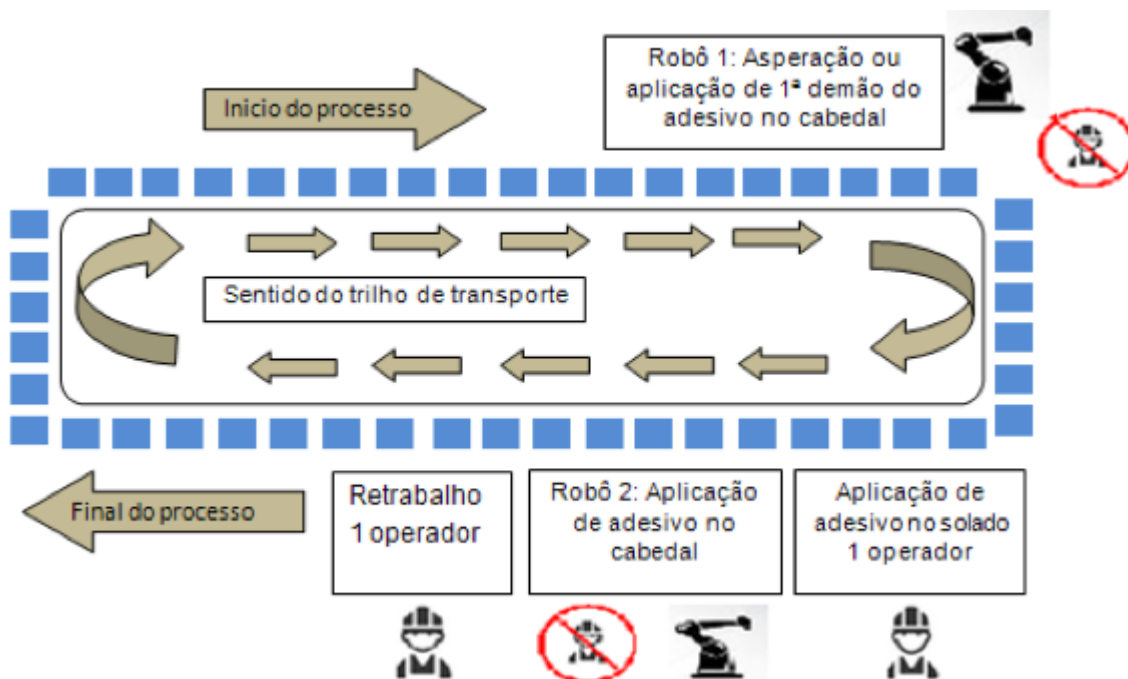 Robô 1: Asperação ou
aplicação de 1ª demão do
adesivo no cabedal
Inicio do processo
Sentido do trilho de transporte
Final do processo
Retrabalho
1 operador
Robô 2: Aplicação
de adesivo no
cabedal
Aplicação de
adesivo no solado
1 operador